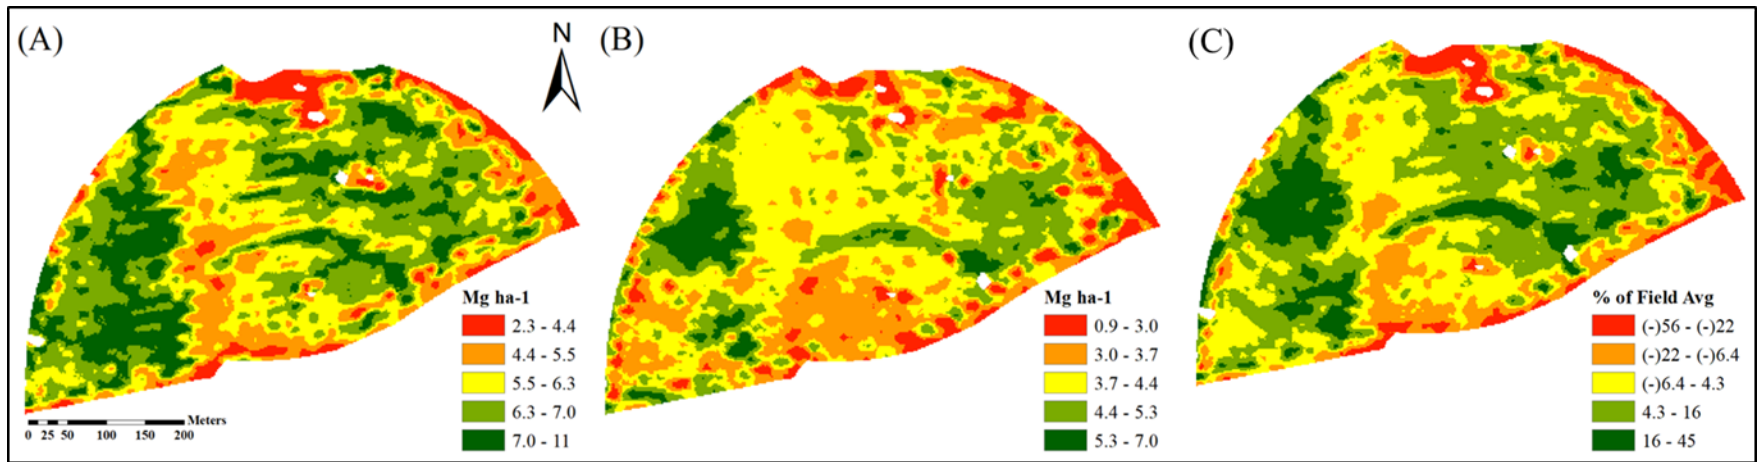 (A)
N
(B)
(C)
Mg ha-1
2.3 - 4.4
4.4 - 5.5
5.5 - 6.3
6.3 - 7.0
7.0 - 11
Meters
0 25 50 100 150 200
Mg ha-1
0.9 - 3.0
3.0 - 3.7
3.7 - 4.4
4.4 - 5.3
5.3 - 7.0
% of Field Avg
(-)56 - (-)22
(-)22 - (-)6.4
(-)6.4 - 4.3
4.3 - 16
16 - 45